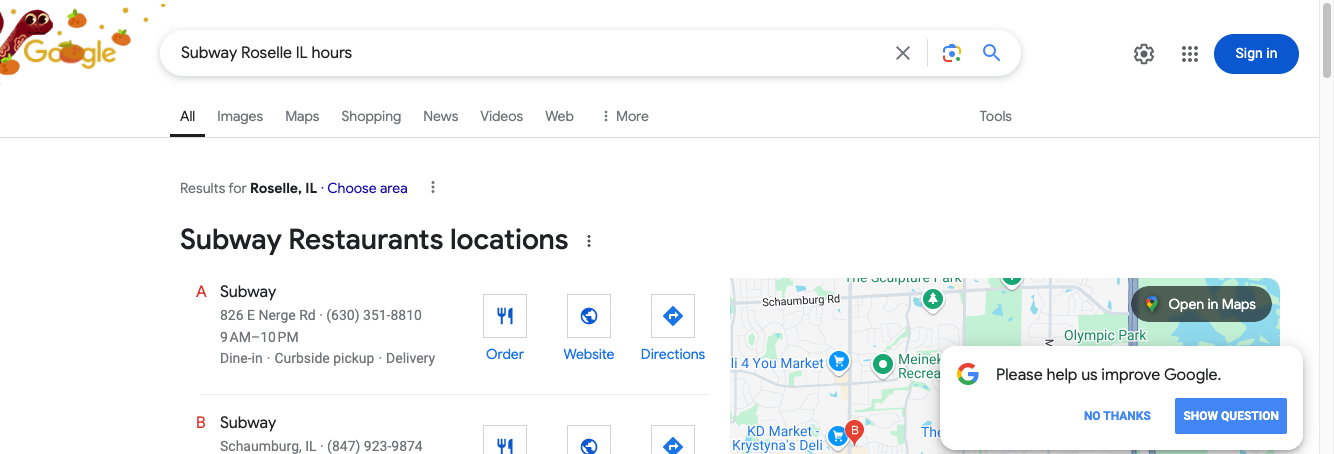 Google
Subway Roselle IL hours
Sign in
All Images Maps Shopping News Videos Web More Tools
Results for Roselle, IL · Choose area
Subway Restaurants locations
A Subway
826 E Nerge Rd · (630) 351-8810
9 AM–10 PM
Dine-in · Curbside pickup · Delivery
Order Website Directions
B Subway
Schaumburg, IL · (847) 923-9874
The Sculpture Park
Schaumburg Rd
Open in Maps
Olympic Park
li 4 You Market
Meinek
Recrea
KD Market -
Krystyna's Deli
B
The
Please help us improve Google.
NO THANKS SHOW QUESTION